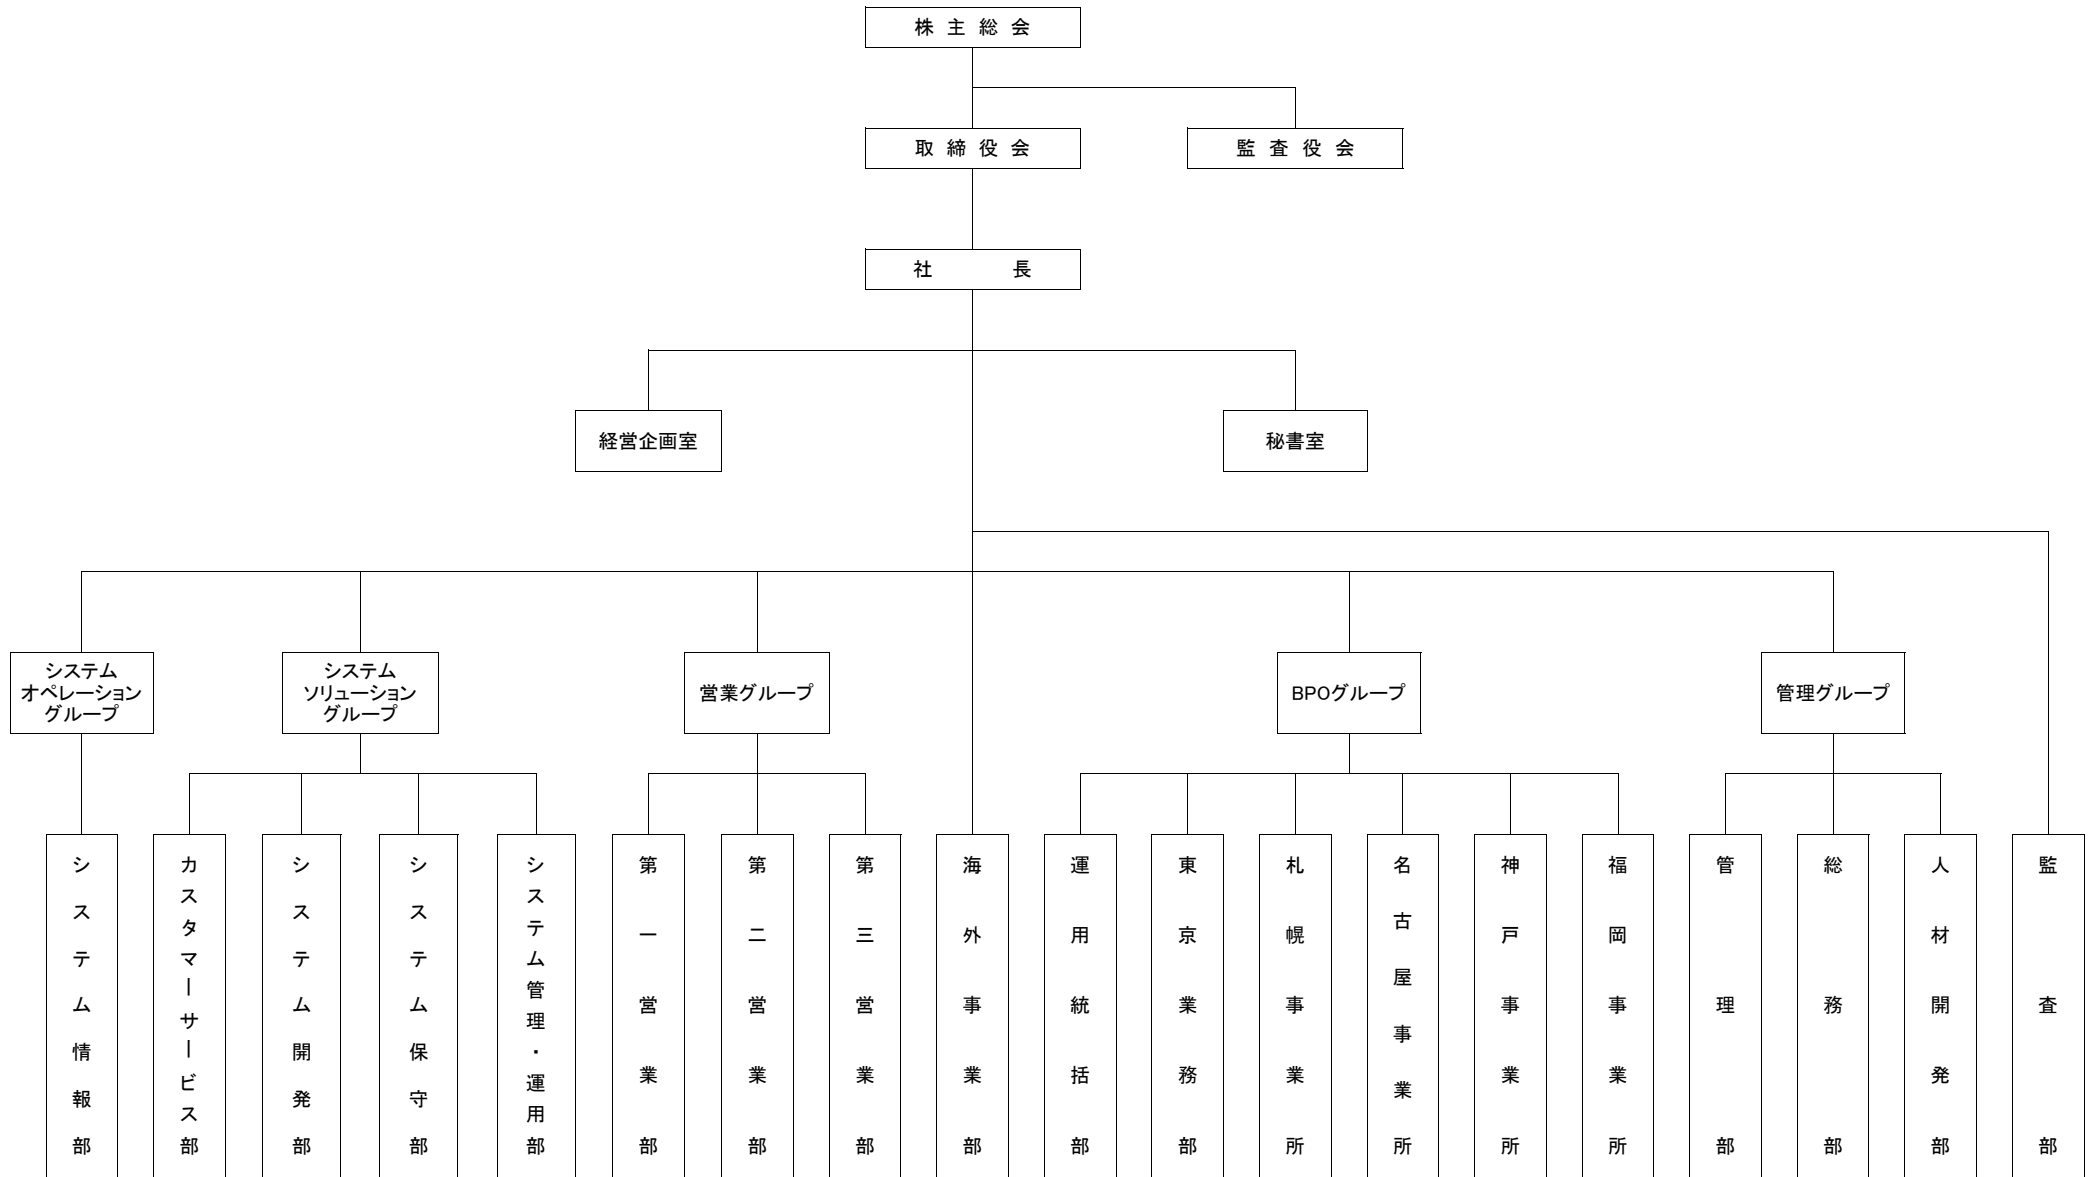 株主総会
取締役会
監査役会
社長
経営企画室
秘書室
システム
オペレーション
グループ
システム
ソリューション
グループ
営業グループ
BPOグループ
管理グループ
システム情報部
カスタマーサービス部
システム開発部
システム保守部
システム管理・運用部
第一営業部
第二営業部
第三営業部
海外事業部
運用統括部
東京業務部
札幌事業所
名古屋事業所
神戸事業所
福岡事業所
管理部
総務部
人材開発部
監査部